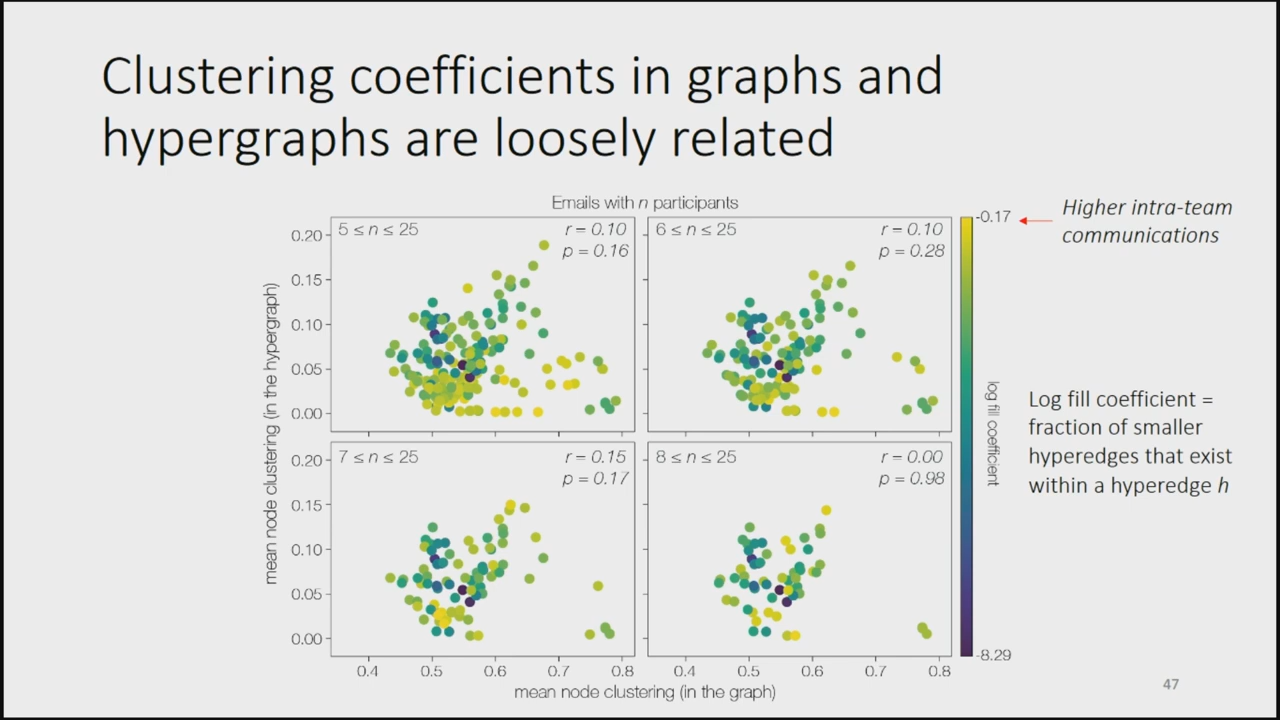 Clustering coefficients in graphs and
hypergraphs are loosely related
Emails with n participants
5 ≤ n ≤ 25
r = 0.10
p = 0.16
6 ≤ n ≤ 25
r = 0.10
p = 0.28
7 ≤ n ≤ 25
r = 0.15
p = 0.17
8 ≤ n ≤ 25
r = 0.00
p = 0.98
mean node clustering (in the hypergraph)
0.20
0.15
0.10
0.05
0.00
0.20
0.15
0.10
0.05
0.00
0.4 0.5 0.6 0.7 0.8
0.4 0.5 0.6 0.7 0.8
mean node clustering (in the graph)
-0.17
log fill coefficient
-8.29
Higher intra-team
communications
Log fill coefficient =
fraction of smaller
hyperedges that exist
within a hyperedge h
47